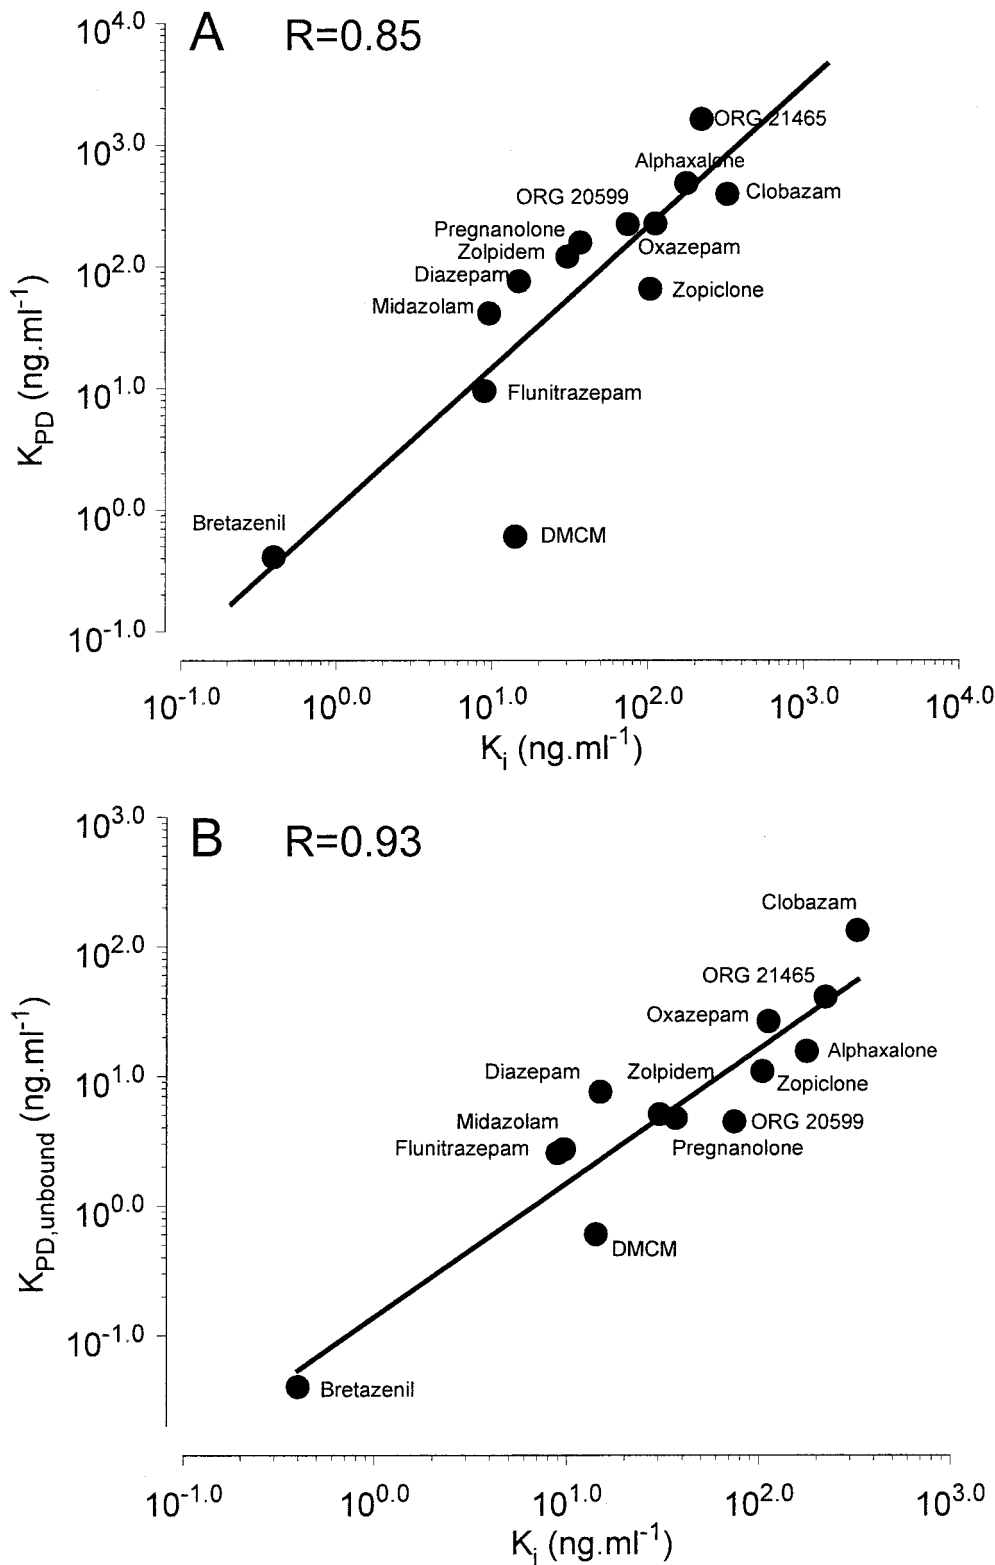 A R=0.85
10^4.0
10^3.0
10^2.0
10^1.0
10^0.0
10^-1.0
K_PD (ng.ml^-1)
ORG 21465
Alphaxalone
Clobazam
ORG 20599
Pregnanolone
Oxazepam
Zolpidem
Diazepam
Zopiclone
Midazolam
Flunitrazepam
Bretazenil
DMCM
10^-1.0 10^0.0 10^1.0 10^2.0 10^3.0 10^4.0
K_i (ng.ml^-1)
B R=0.93
10^3.0
10^2.0
10^1.0
10^0.0
10^-1.0
K_PD,unbound (ng.ml^-1)
Clobazam
ORG 21465
Oxazepam
Alphaxalone
Diazepam
Zolpidem
Zopiclone
Midazolam
ORG 20599
Flunitrazepam
Pregnanolone
DMCM
Bretazenil
10^-1.0 10^0.0 10^1.0 10^2.0 10^3.0
K_i (ng.ml^-1)